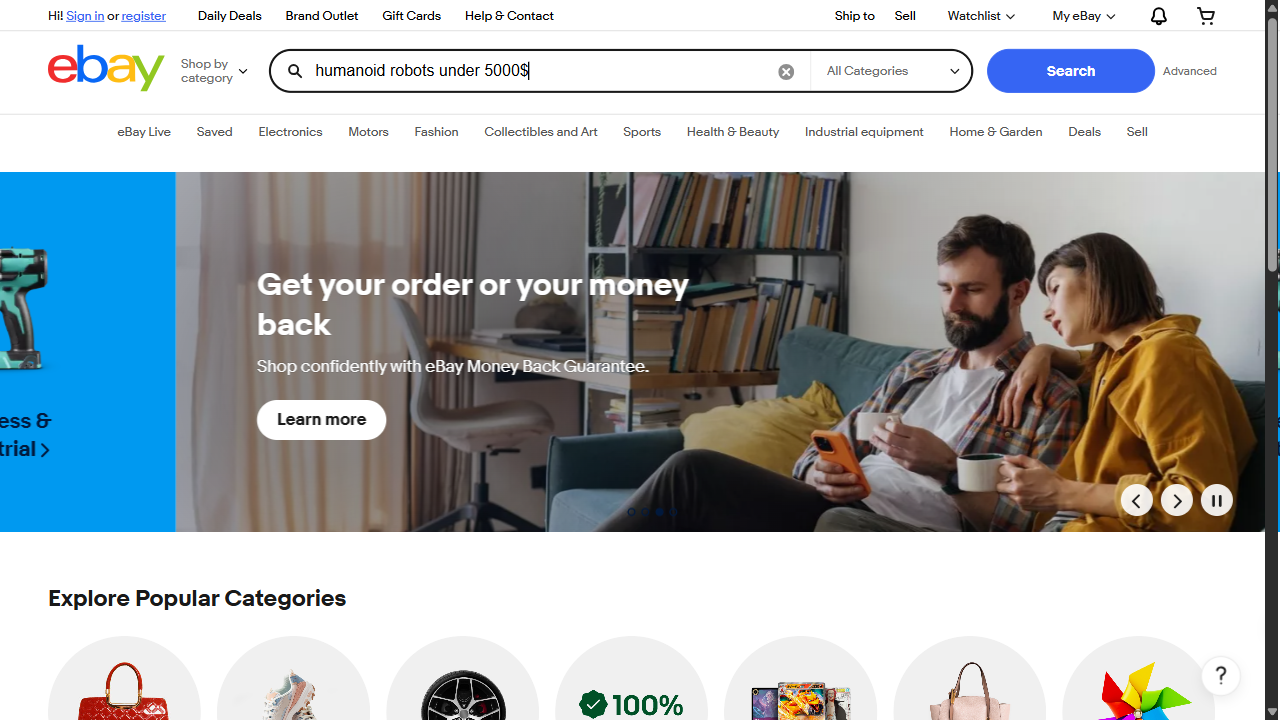 Hi! Sign in or register
Daily Deals
Brand Outlet
Gift Cards
Help & Contact
Ship to
Sell
Watchlist
My eBay
ebay
Shop by
category
humanoid robots under 5000$
All Categories
Search
Advanced
eBay Live
Saved
Electronics
Motors
Fashion
Collectibles and Art
Sports
Health & Beauty
Industrial equipment
Home & Garden
Deals
Sell
ess &
trial
Get your order or your money
back
Shop confidently with eBay Money Back Guarantee.
Learn more
Explore Popular Categories
100%
?